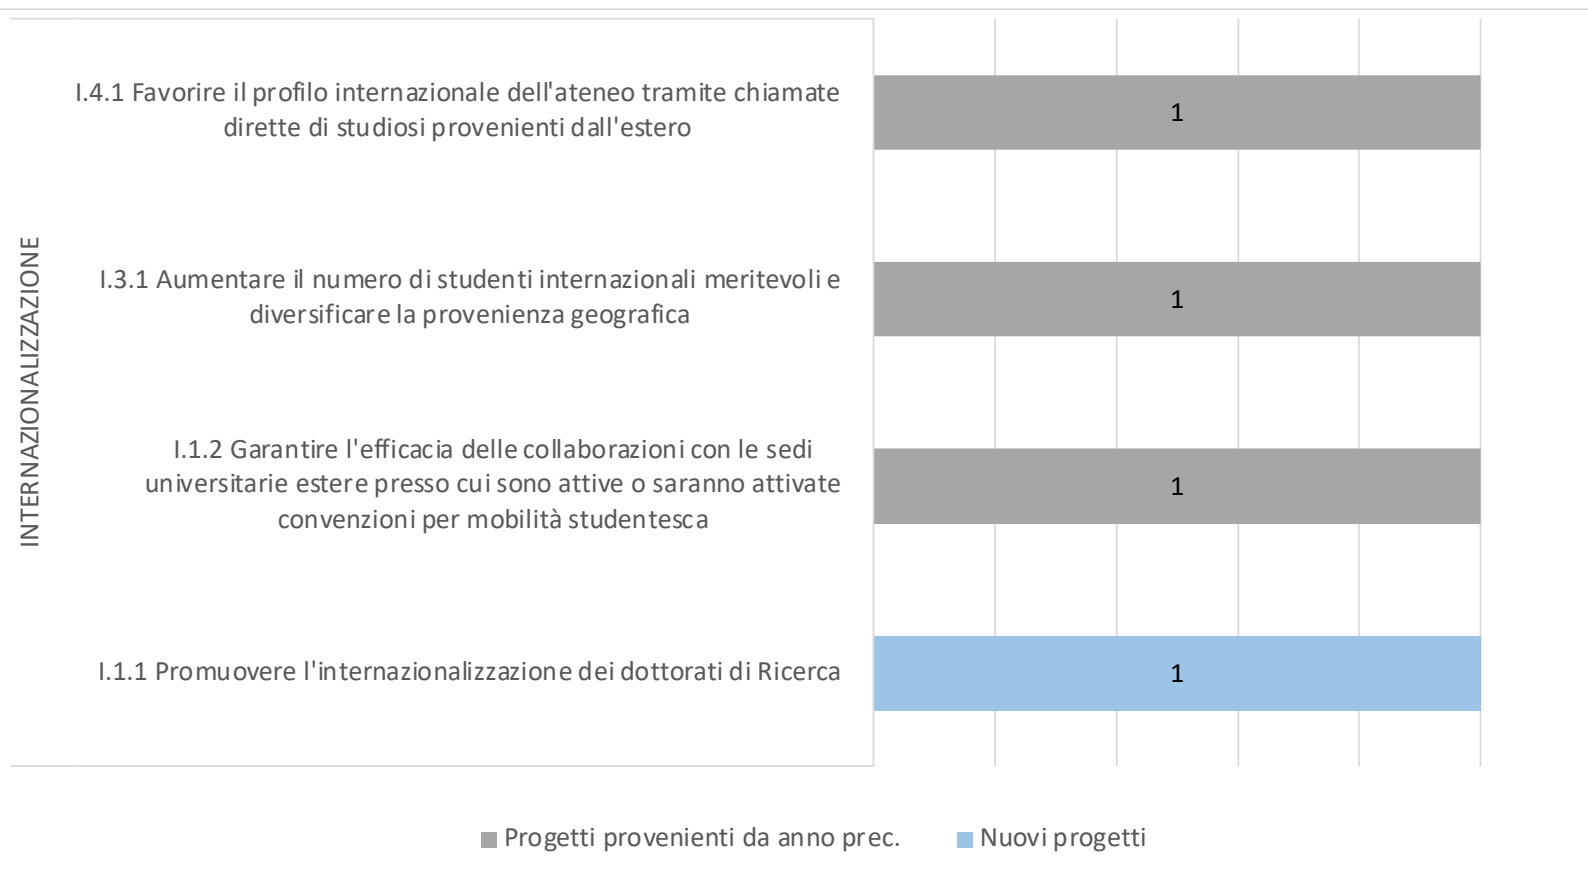 INTERNAZIONALIZZAZIONE
I.4.1 Favorire il profilo internazionale dell'ateneo tramite chiamate
dirette di studiosi provenienti dall'estero
1
I.3.1 Aumentare il numero di studenti internazionali meritevoli e
diversificare la provenienza geografica
1
I.1.2 Garantire l'efficacia delle collaborazioni con le sedi
universitarie estere presso cui sono attive o saranno attivate
convenzioni per mobilità studentesca
1
I.1.1 Promuovere l'internazionalizzazione dei dottorati di Ricerca
1
Progetti provenienti da anno prec.
Nuovi progetti